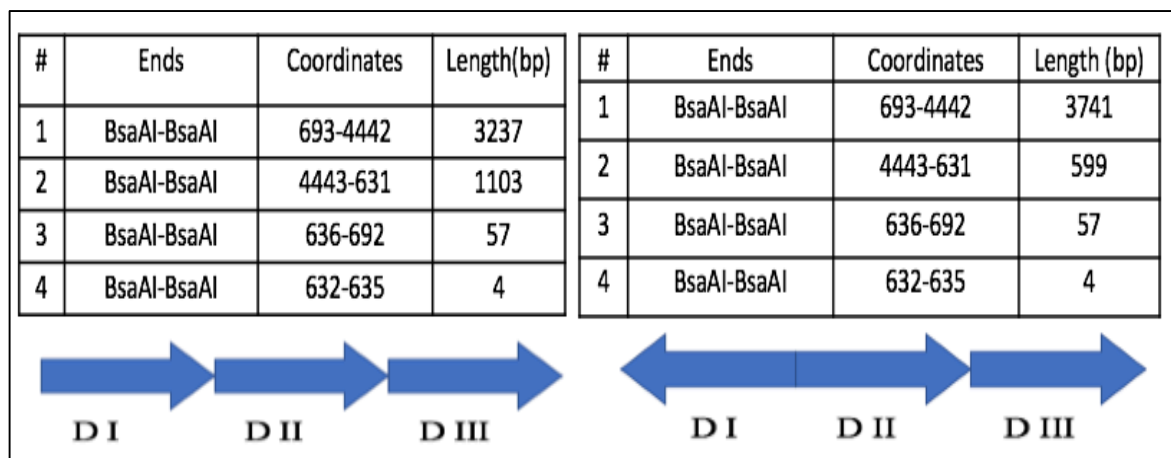 # Ends Coordinates Length(bp)
1 BsaAI-BsaAI 693-4442 3237
2 BsaAI-BsaAI 4443-631 1103
3 BsaAI-BsaAI 636-692 57
4 BsaAI-BsaAI 632-635 4
D I D II D III
# Ends Coordinates Length (bp)
1 BsaAI-BsaAI 693-4442 3741
2 BsaAI-BsaAI 4443-631 599
3 BsaAI-BsaAI 636-692 57
4 BsaAI-BsaAI 632-635 4
D I D II D III